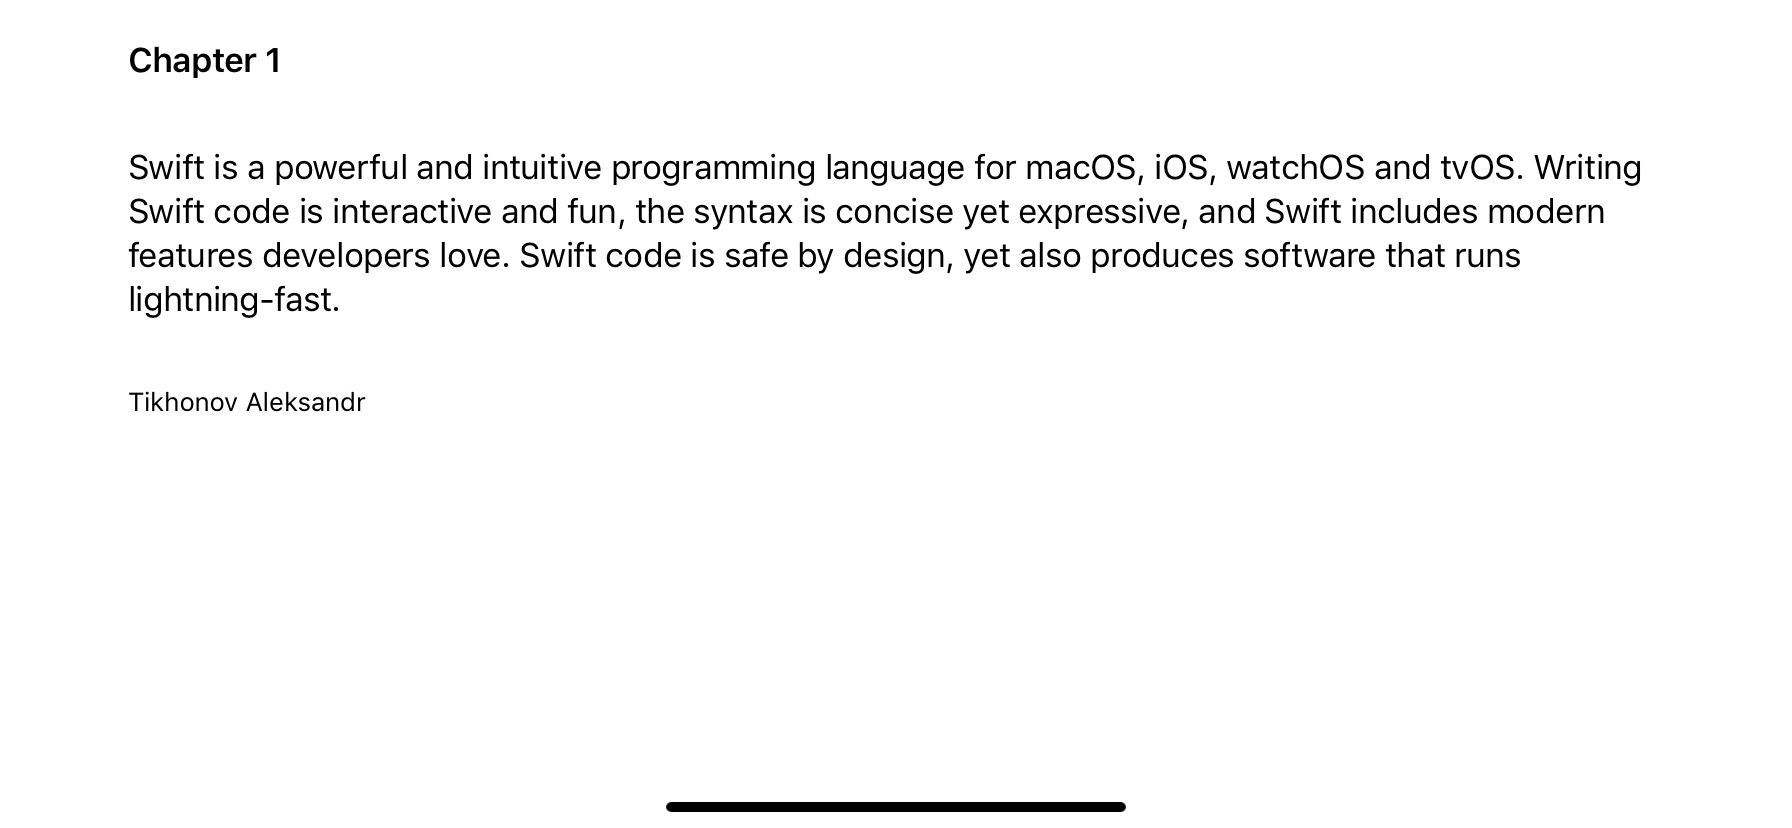 Chapter 1
Swift is a powerful and intuitive programming language for macOS, iOS, watchOS and tvOS. Writing
Swift code is interactive and fun, the syntax is concise yet expressive, and Swift includes modern
features developers love. Swift code is safe by design, yet also produces software that runs
lightning-fast.
Tikhonov Aleksandr